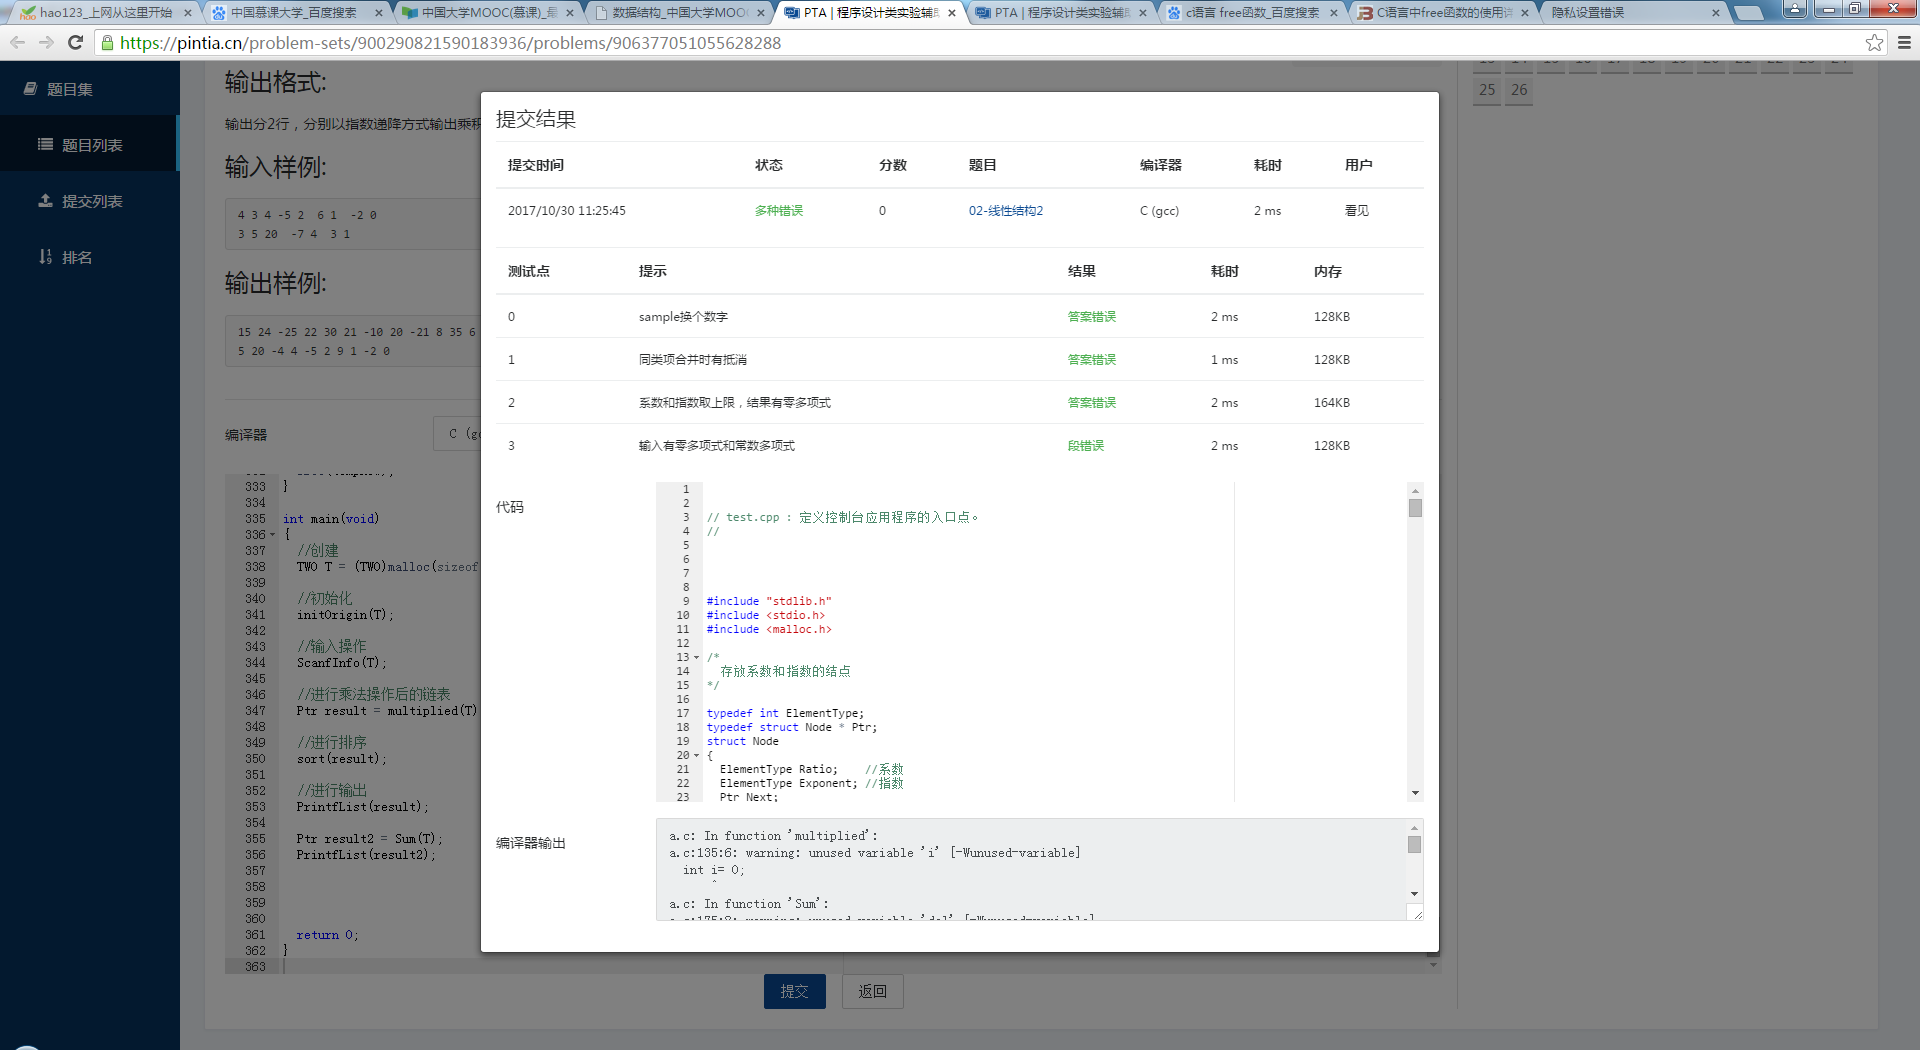 hao123_上网从这里开始
中国慕课大学_百度搜索
中国大学MOOC(慕课)_最
数据结构_中国大学MOO
PTA | 程序设计类实验辅
PTA | 程序设计类实验辅
c语言 free函数_百度搜索
C语言中free函数的使用详
隐私设置错误
https://pintia.cn/problem-sets/900290821590183936/problems/906377051055628288
题目集
题目列表
提交列表
排名
输出格式:
输出分2行，分别以指数递降方式输出乘积
输入样例:
4 3 4 -5 2  6 1  -2 0
3 5 20  -7 4  3 1
输出样例:
15 24 -25 22 30 21 -10 20 -21 8 35 6
5 20 -4 4 -5 2 9 1 -2 0
编译器
C (g
333 }
334
335 int main(void)
336 {
337 //创建
338 TWO T = (TWO)malloc(sizeof
339
340 //初始化
341 initOrigin(T);
342
343 //输入操作
344 ScanfInfo(T);
345
346 //进行乘法操作后的链表
347 Ptr result = multiplied(T)
348
349 //进行排序
350 sort(result);
351
352 //进行输出
353 PrintfList(result);
354
355 Ptr result2 = Sum(T);
356 PrintfList(result2);
357
358
359
360
361 return 0;
362 }
363
提交 返回
25 26
提交结果
提交时间 状态 分数 题目 编译器 耗时 用户
2017/10/30 11:25:45 多种错误 0 02-线性结构2 C (gcc) 2 ms 看见
测试点 提示 结果 耗时 内存
0 sample换个数字 答案错误 2 ms 128KB
1 同类项合并时有抵消 答案错误 1 ms 128KB
2 系数和指数取上限，结果有零多项式 答案错误 2 ms 164KB
3 输入有零多项式和常数多项式 段错误 2 ms 128KB
代码
1
2
3 // test.cpp : 定义控制台应用程序的入口点。
4 //
5
6
7
8
9 #include "stdlib.h"
10 #include <stdio.h>
11 #include <malloc.h>
12
13 /*
14 存放系数和指数的结点
15 */
16
17 typedef int ElementType;
18 typedef struct Node * Ptr;
19 struct Node
20 {
21 ElementType Ratio;    //系数
22 ElementType Exponent; //指数
23 Ptr Next;
编译器输出
a.c: In function 'multiplied':
a.c:135:6: warning: unused variable 'i' [-Wunused-variable]
int i= 0;
^
a.c: In function 'Sum':